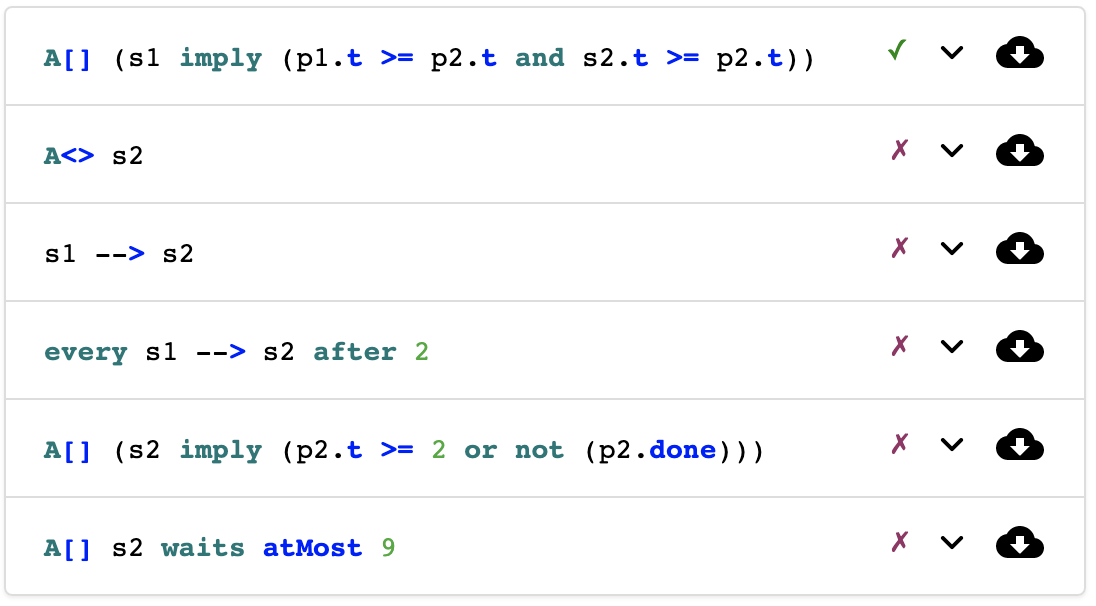 A[] (s1 imply (p1.t >= p2.t and s2.t >= p2.t)) ✓
A<> s2 ✗
s1 --> s2 ✗
every s1 --> s2 after 2 ✗
A[] (s2 imply (p2.t >= 2 or not (p2.done))) ✗
A[] s2 waits atMost 9 ✗